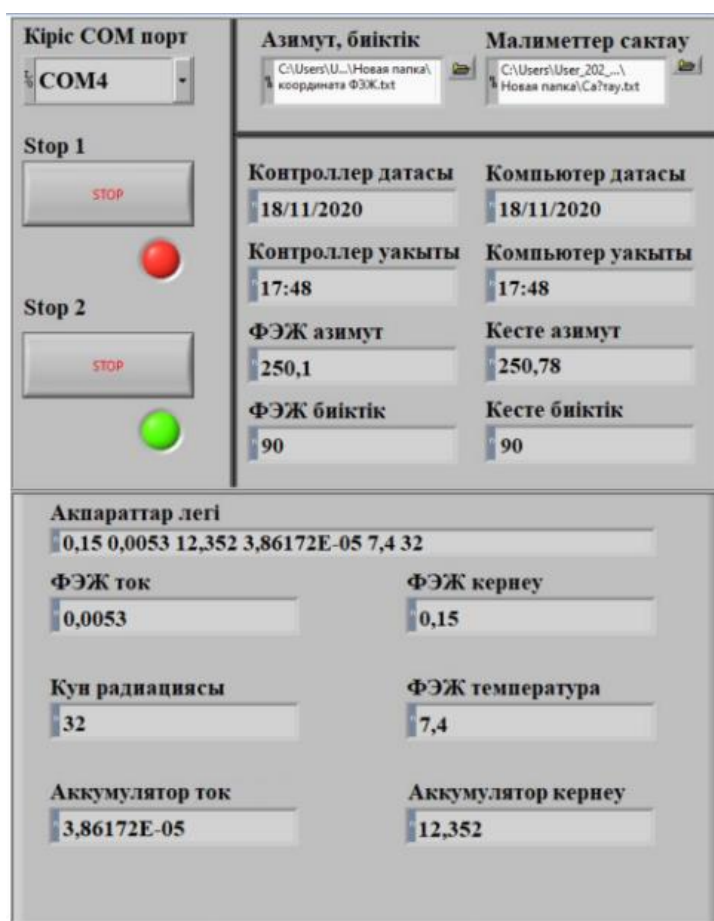 Кіріс COM порт
COM4
Stop 1
STOP
Stop 2
STOP
Азимут, биіктік
C:\Users\U...\Новая папка\
координата ФЭЖ.txt
Малиметтер сактау
C:\Users\User_202_...\
Новая папка\Са?тау.txt
Контроллер датасы
18/11/2020
Компьютер датасы
18/11/2020
Контроллер уакыты
17:48
Компьютер уакыты
17:48
ФЭЖ азимут
250,1
Кесте азимут
250,78
ФЭЖ биіктік
90
Кесте биіктік
90
Акпараттар легі
0,15 0,0053 12,352 3,86172E-05 7,4 32
ФЭЖ ток
0,0053
ФЭЖ кернеу
0,15
Кун радиациясы
32
ФЭЖ температура
7,4
Аккумулятор ток
3,86172E-05
Аккумулятор кернеу
12,352